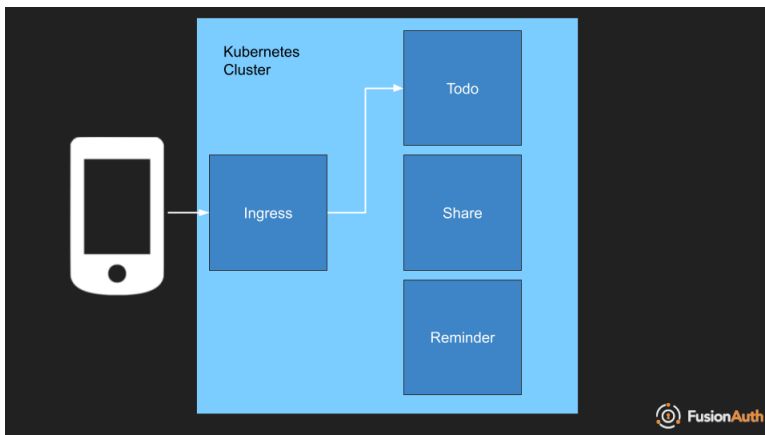 Kubernetes
Cluster
Todo
Ingress
Share
Reminder
FusionAuth